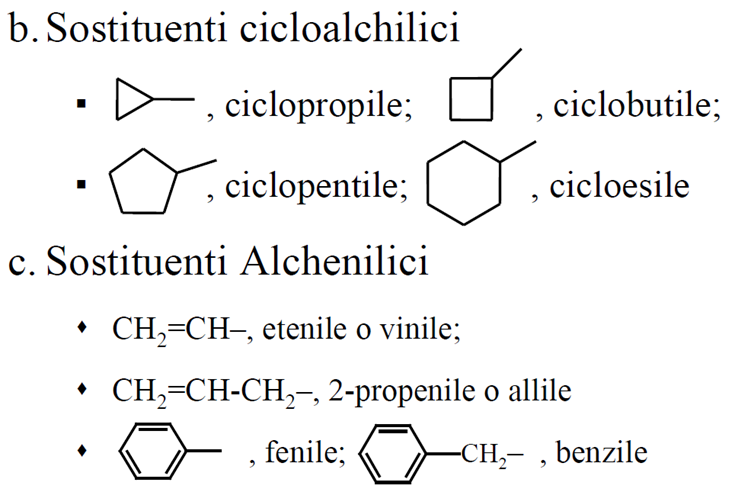 b. Sostituenti cicloalchilici
▪ , ciclopropile; , ciclobutile;
▪ , ciclopentile; , cicloesile
c. Sostituenti Alchenilici
♦ CH₂=CH–, etenile o vinile;
♦ CH₂=CH-CH₂–, 2-propenile o allile
♦ , fenile; CH₂– , benzile